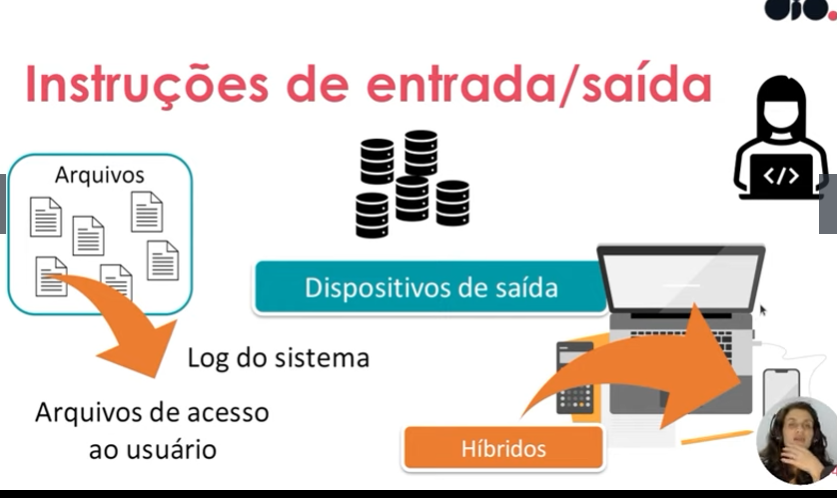 Instruções de entrada/saída
Arquivos
</>
Dispositivos de saída
Log do sistema
Arquivos de acesso
ao usuário
Híbridos